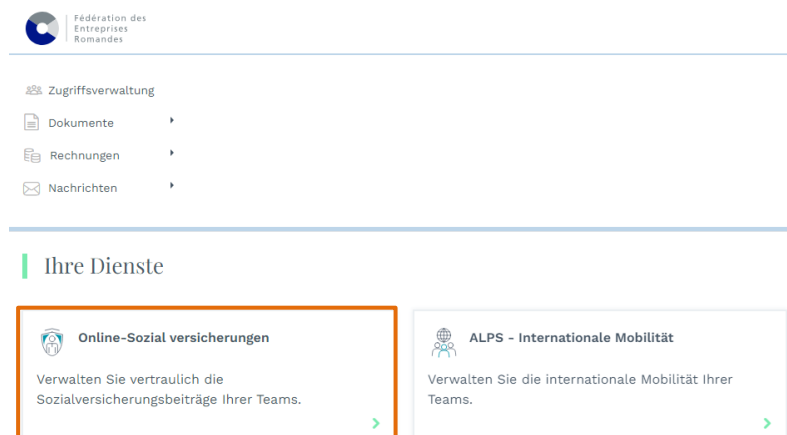 Fédération des
Entreprises
Romandes
Zugriffsverwaltung
Dokumente
Rechnungen
Nachrichten
Ihre Dienste
Online-Sozial versicherungen
Verwalten Sie vertraulich die
Sozialversicherungsbeiträge Ihrer Teams.
ALPS - Internationale Mobilität
Verwalten Sie die internationale Mobilität Ihrer
Teams.